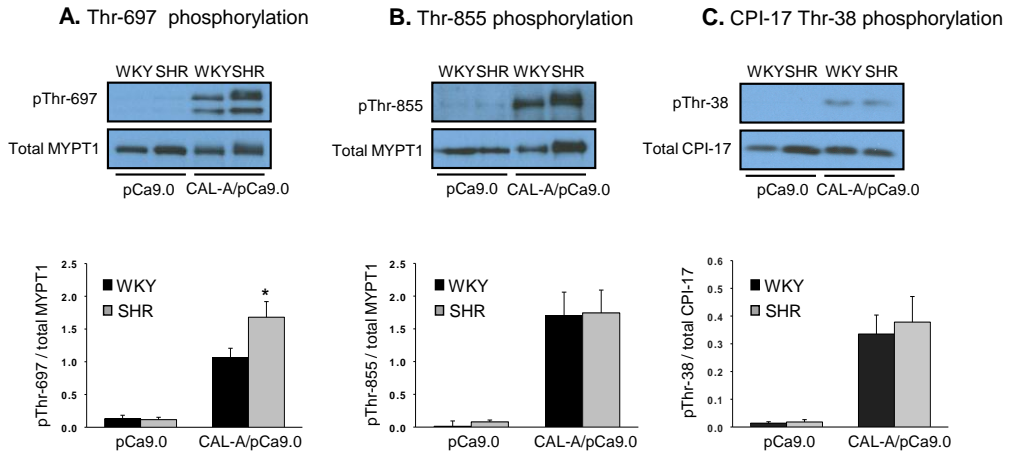 A. Thr-697 phosphorylation
WKY SHR WKY SHR
pThr-697
Total MYPT1
pCa9.0 CAL-A/pCa9.0
pThr-697 / total MYPT1
2.5
2.0
1.5
1.0
0.5
0.0
WKY
SHR
*
pCa9.0 CAL-A/pCa9.0
B. Thr-855 phosphorylation
WKY SHR WKY SHR
pThr-855
Total MYPT1
pCa9.0 CAL-A/pCa9.0
pThr-855 / total MYPT1
2.5
2.0
1.5
1.0
0.5
0.0
WKY
SHR
pCa9.0 CAL-A/pCa9.0
C. CPI-17 Thr-38 phosphorylation
WKY SHR WKY SHR
pThr-38
Total CPI-17
pCa9.0 CAL-A/pCa9.0
pThr-38 / total CPI-17
0.6
0.5
0.4
0.3
0.2
0.1
0.0
WKY
SHR
pCa9.0 CAL-A/pCa9.0